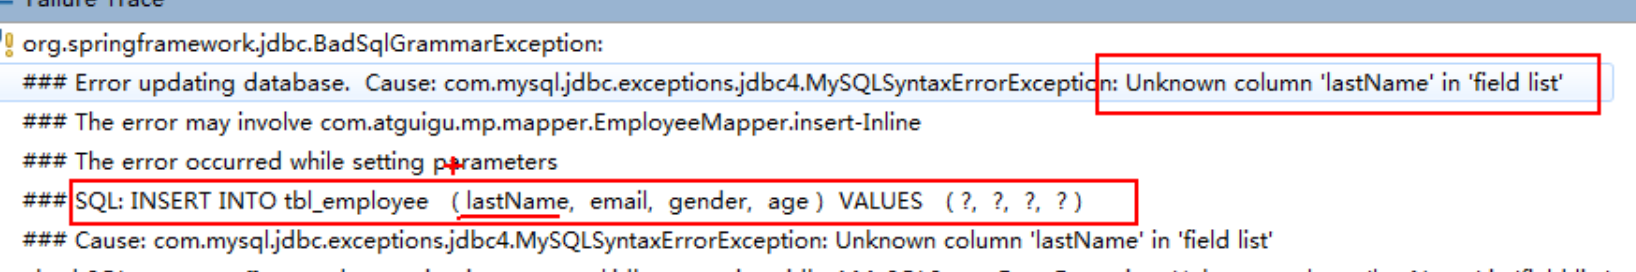 Failure Trace
org.springframework.jdbc.BadSqlGrammarException:
### Error updating database.  Cause: com.mysql.jdbc.exceptions.jdbc4.MySQLSyntaxErrorException: Unknown column 'lastName' in 'field list'
### The error may involve com.atguigu.mp.mapper.EmployeeMapper.insert-Inline
### The error occurred while setting parameters
### SQL: INSERT INTO tbl_employee   ( lastName,  email,  gender,  age )  VALUES   ( ?,  ?,  ?,  ? )
### Cause: com.mysql.jdbc.exceptions.jdbc4.MySQLSyntaxErrorException: Unknown column 'lastName' in 'field list'